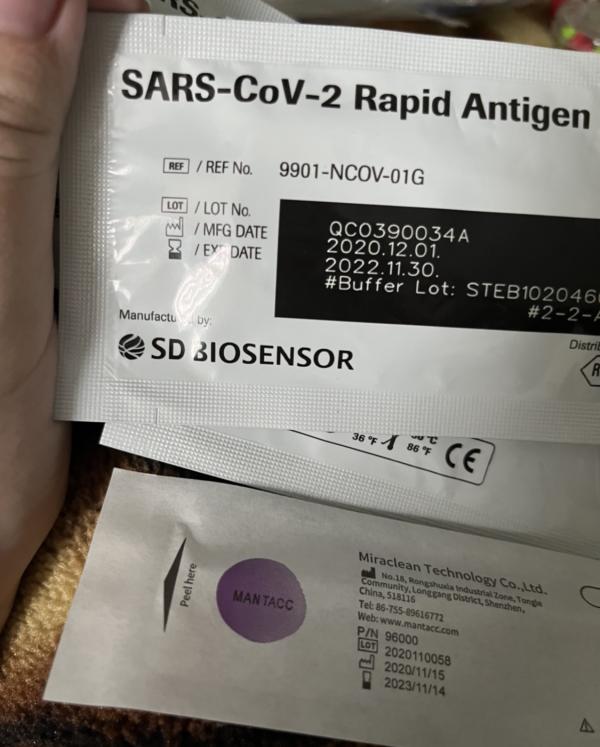 SARS-CoV-2 Rapid Antigen
REF / REF No. 9901-NCOV-01G
LOT / LOT No. QC0390034A
/ MFG DATE 2020.12.01.
/ EXP DATE 2022.11.30.
#Buffer Lot: STEB102046
#2-2-
Manufactured by:
SD BIOSENSOR
36 °F
86 °F
CE
Peel here
MANTACC
Miraclean Technology Co.,Ltd.
No.18, Rongshuxia Industrial Zone, Tongle
Community, Longgang District, Shenzhen,
China, 518116
Tel: 86-755-89616772
Web: www.mantacc.com
P/N 96000
LOT 2020110058
2020/11/15
2023/11/14